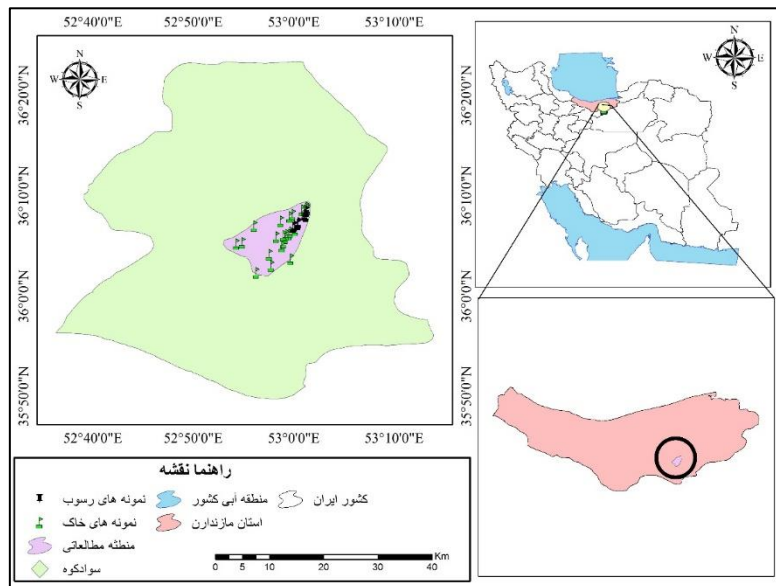 52°40'0"E 52°50'0"E 53°0'0"E 53°10'0"E
N
W E
S
N
W E
S
36°20'0"N
36°20'0"N
36°10'0"N
36°10'0"N
36°0'0"N
36°0'0"N
35°50'0"N
35°50'0"N
52°40'0"E 52°50'0"E 53°0'0"E 53°10'0"E
راهنما نقشه
کشور ایران
منطقه آبی کشور
نمونه های رسوب
استان مازندارن
نمونه های خاک
منطئه مطالعاتی
سوادکوه
Km
0 5 10 20 30 40